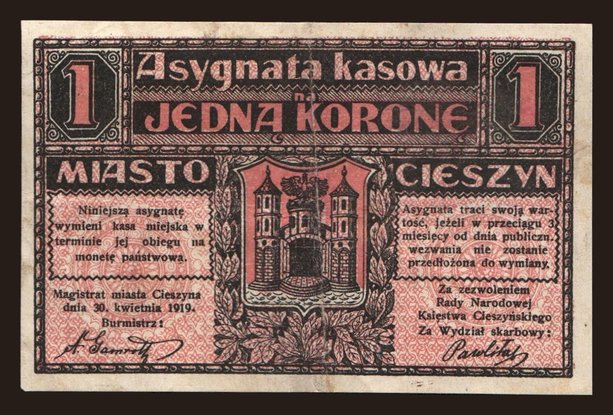 1 Asygnata kasowa 1
na
JEDNĄ KORONĘ
MIASTO CIESZYN
Niniejszą asygnatę
wymieni kasa miejska w
terminie jej obiegu na
monetę państwową.
Magistrat miasta Cieszyna
dnia 30. kwietnia 1919.
Burmistrz:
Asygnata traci swoją war-
tość, jeżeli w przeciągu 3
miesięcy od dnia publiczn.
wezwania nie zostanie
przedłożoną do wymiany.
Za zezwoleniem
Rady Narodowej
Księstwa Cieszyńskiego
Za Wydział skarbowy: